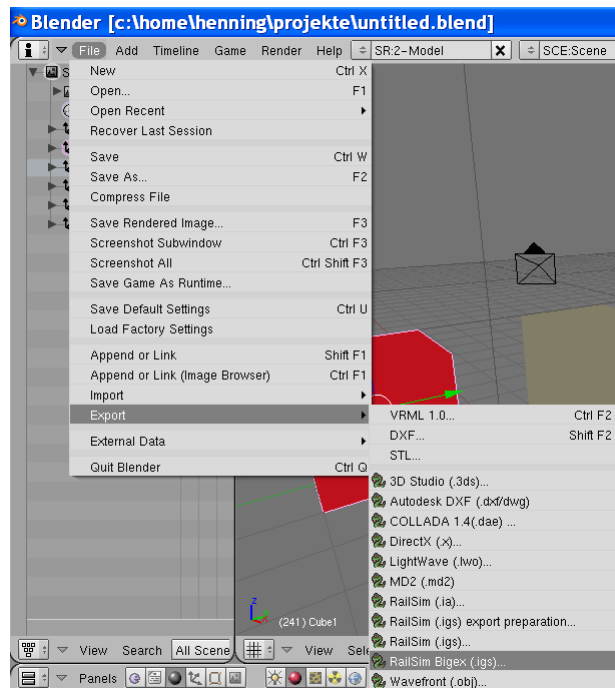 Blender [c:\home\henning\projekte\untitled.blend]
File Add Timeline Game Render Help SR:2-Model X SCE:Scene
New Ctrl X
Open... F1
Open Recent
Recover Last Session
Save Ctrl W
Save As... F2
Compress File
Save Rendered Image... F3
Screenshot Subwindow Ctrl F3
Screenshot All Ctrl Shift F3
Save Game As Runtime...
Save Default Settings Ctrl U
Load Factory Settings
Append or Link Shift F1
Append or Link (Image Browser) Ctrl F1
Import
Export
External Data
Quit Blender Ctrl Q
VRML 1.0... Ctrl F2
DXF... Shift F2
STL...
3D Studio (.3ds)...
Autodesk DXF (.dxf/dwg)
COLLADA 1.4(.dae) ...
DirectX (.x)...
LightWave (.lwo)...
MD2 (.md2)
RailSim (.ia)...
RailSim (.igs) export preparation...
RailSim (.igs)...
RailSim Bigex (.igs)...
Wavefront (.obj)...
z
(241) Cube1
View Search All Scene View Sele
Panels